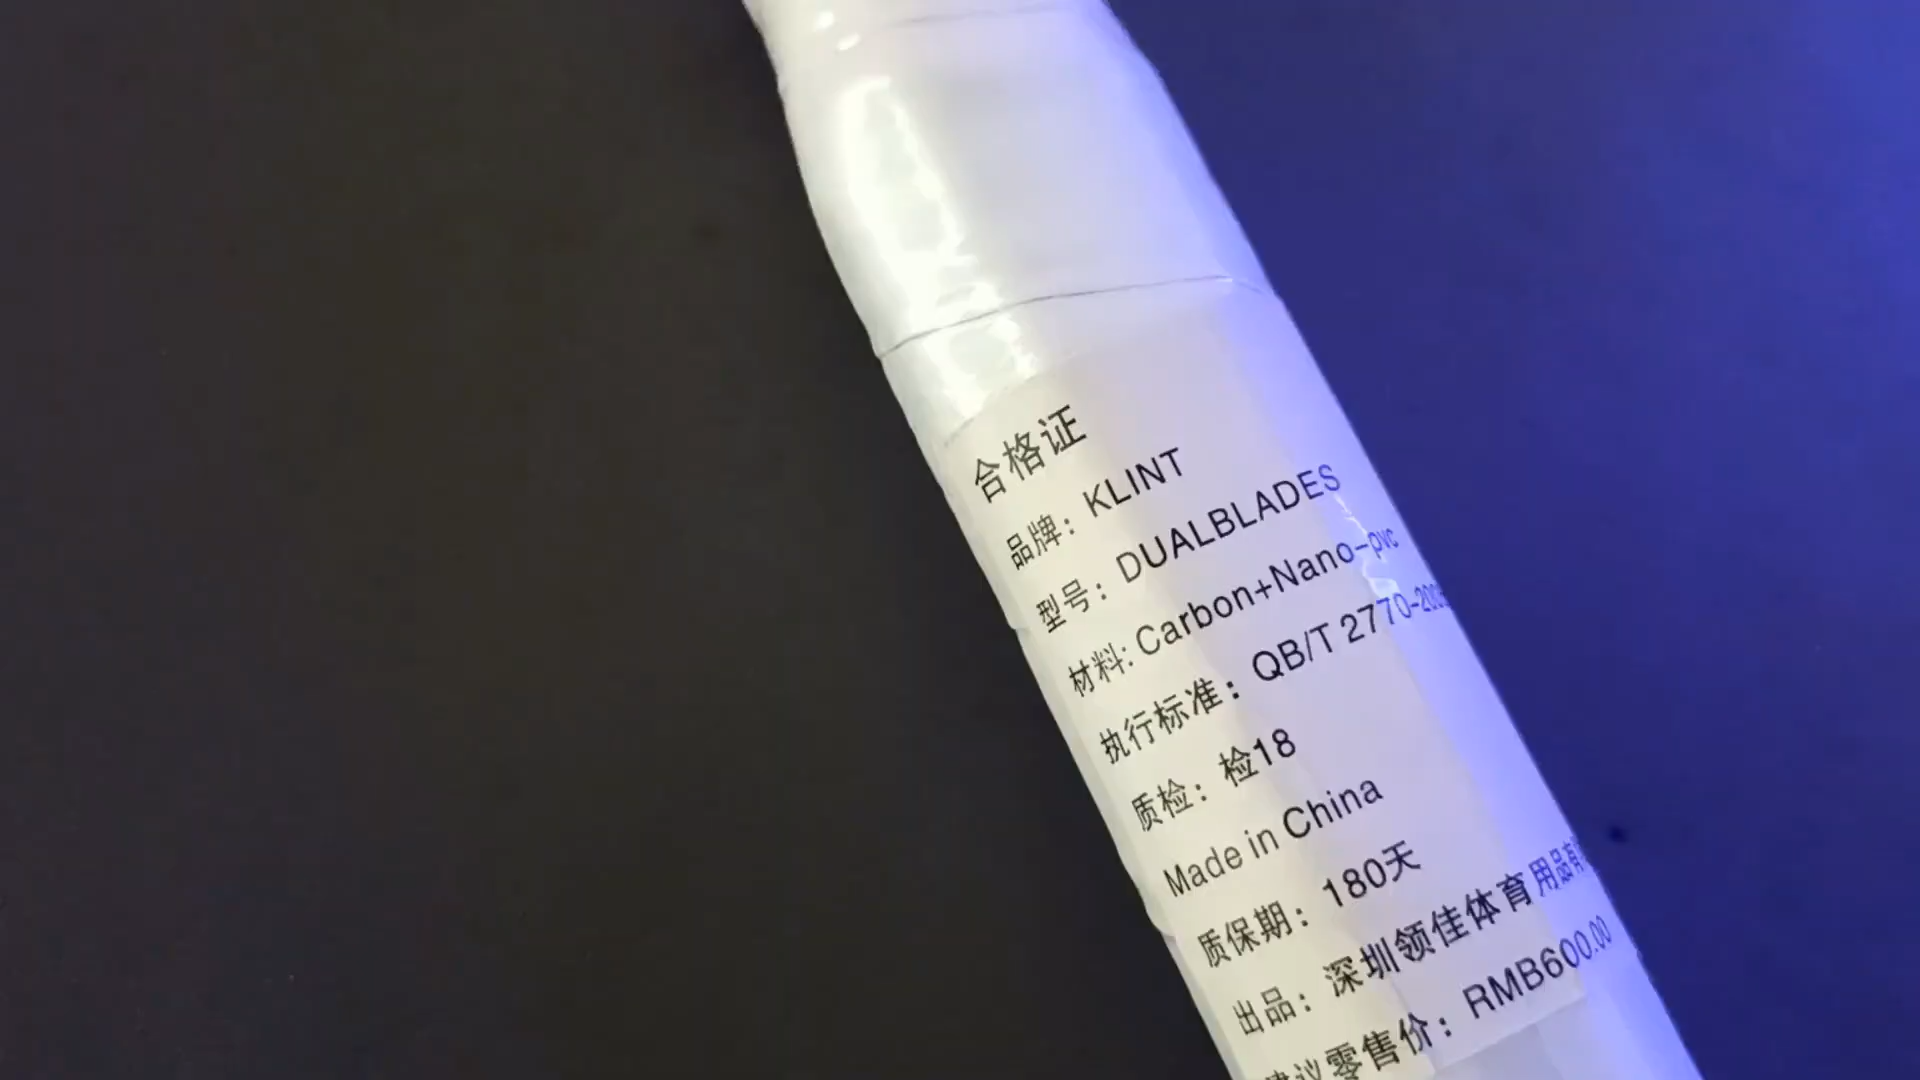 合格证
品牌：KLINT
型号：DUALBLADES
材料: Carbon+Nano-pvc
执行标准：QB/T 2770-200
质检：检18
Made in China
质保期：180天
出品：深圳领佳体育用品有
建议零售价：RMB600.00